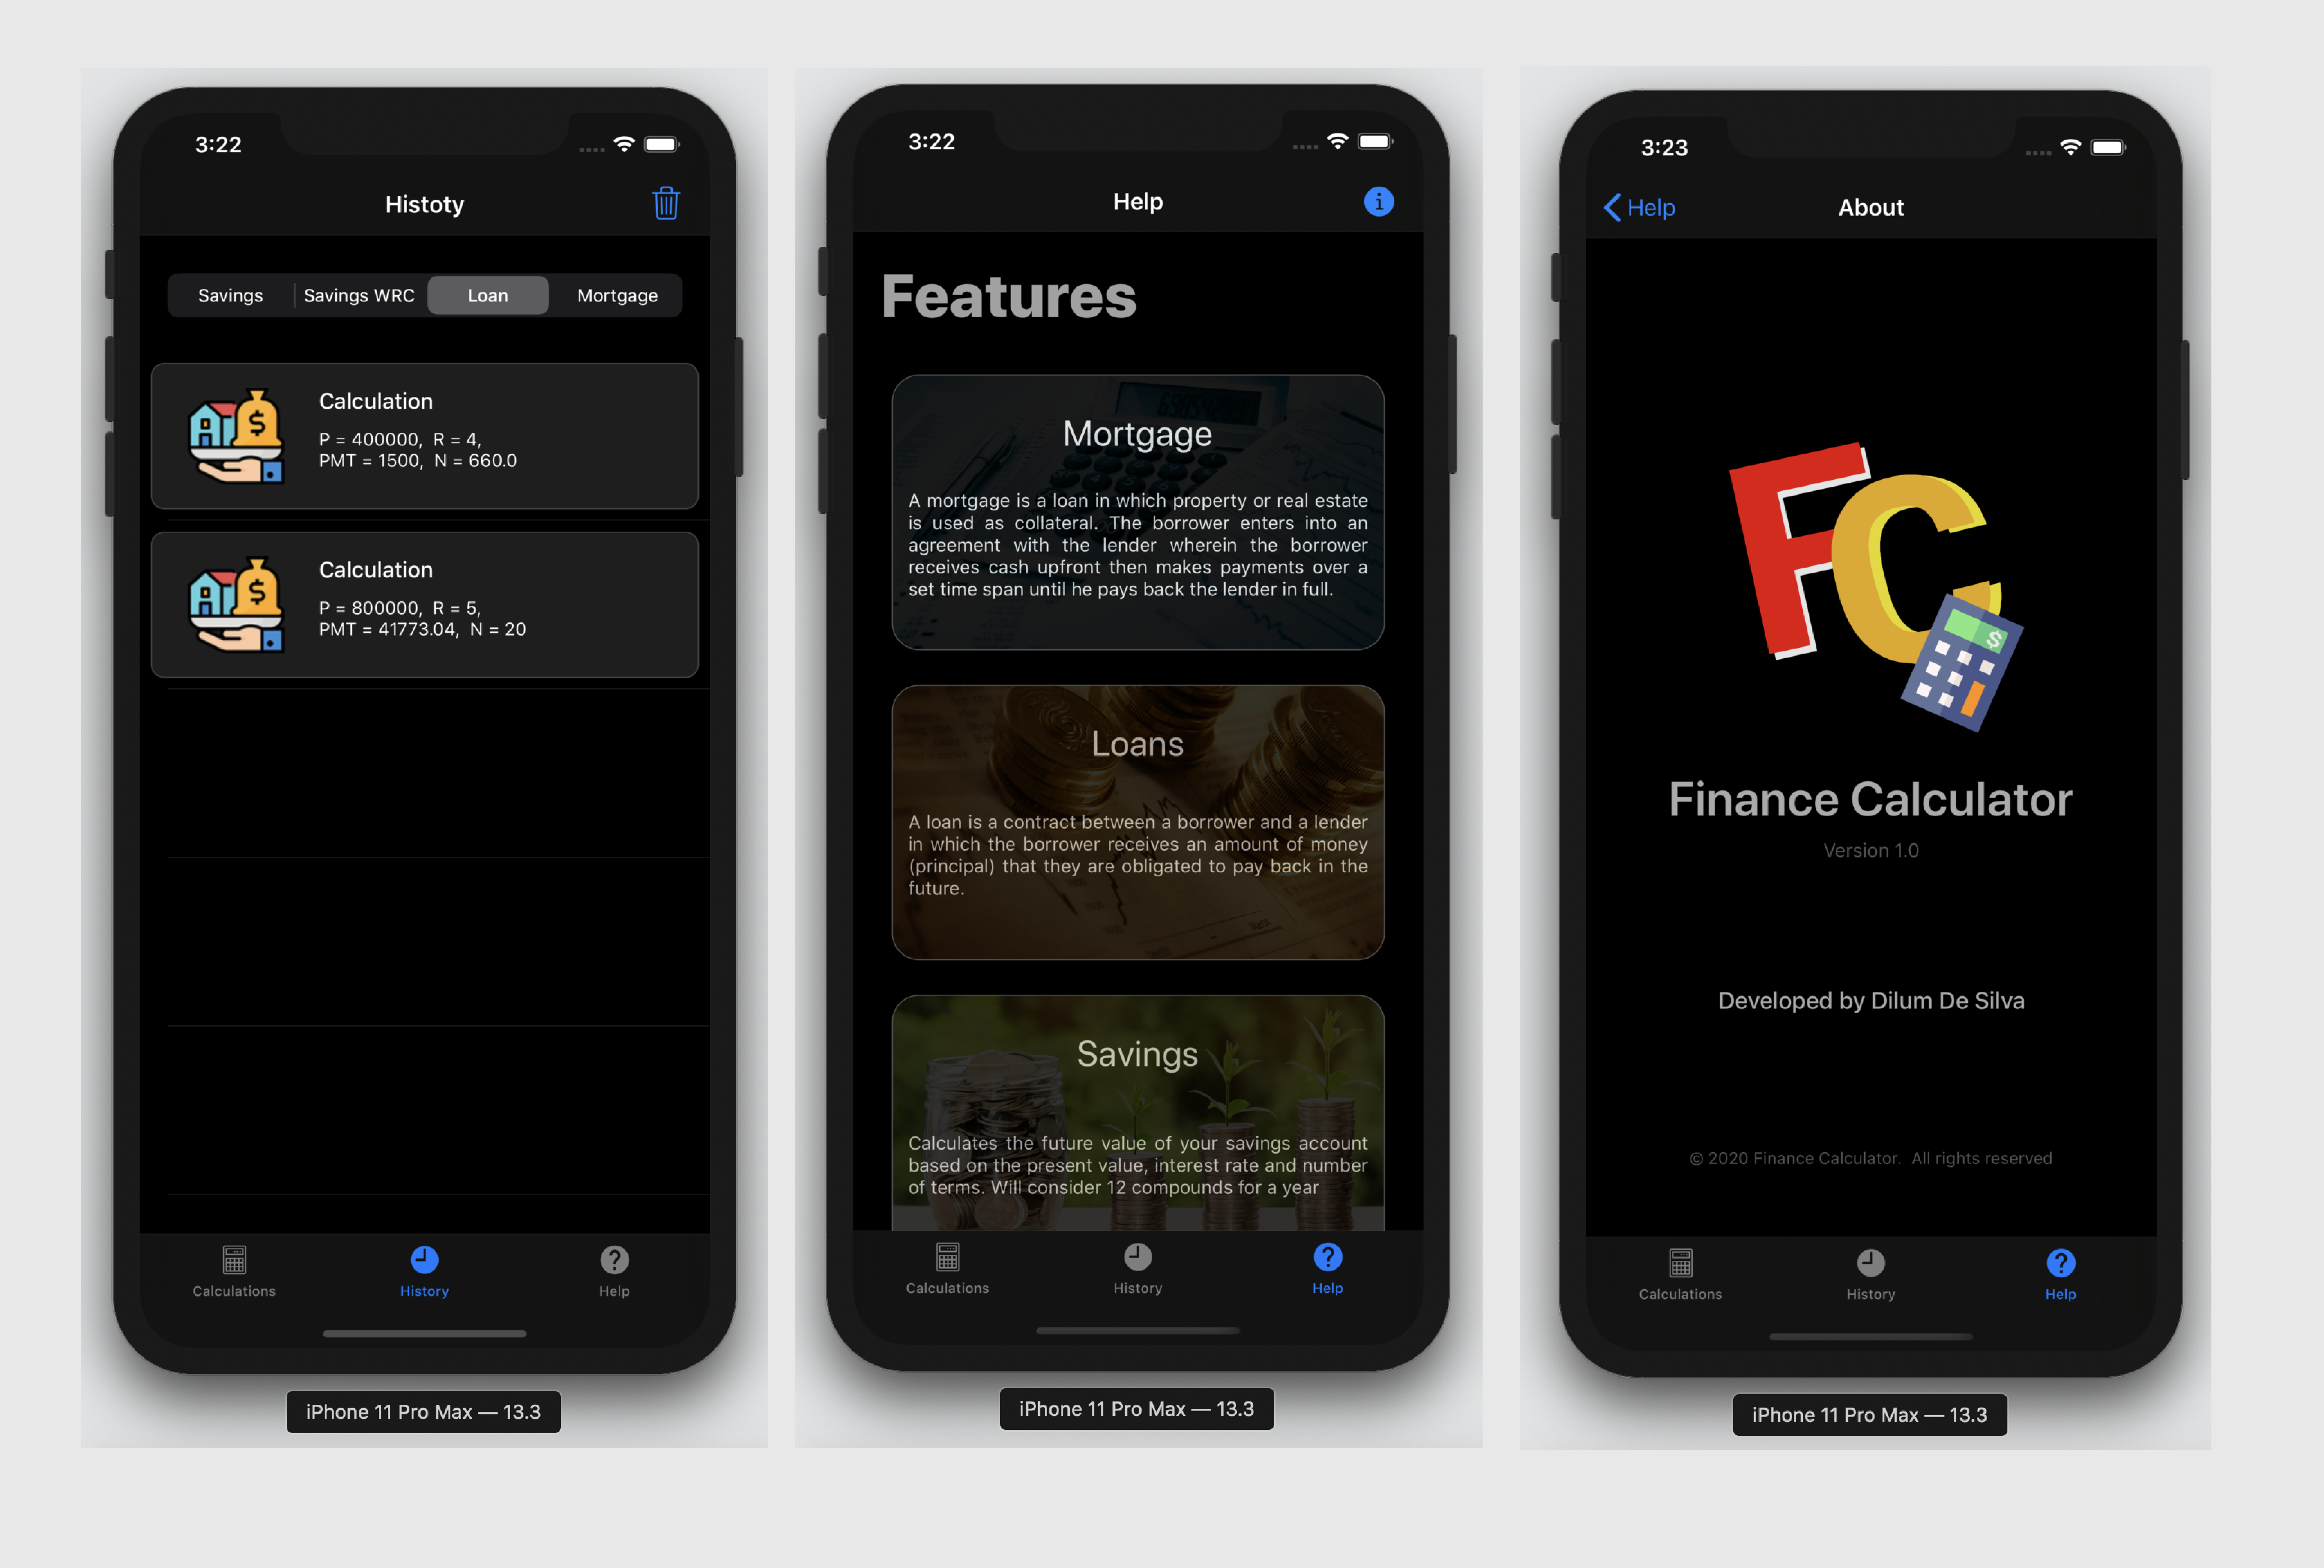 3:22
Histoty
Savings
Savings WRC
Loan
Mortgage
Calculation
P = 400000, R = 4,
PMT = 1500, N = 660.0
Calculation
P = 800000, R = 5,
PMT = 41773.04, N = 20
Calculations
History
Help
iPhone 11 Pro Max — 13.3
3:22
Help
Features
Mortgage
A mortgage is a loan in which property or real estate
is used as collateral. The borrower enters into an
agreement with the lender wherein the borrower
receives cash upfront then makes payments over a
set time span until he pays back the lender in full.
Loans
A loan is a contract between a borrower and a lender
in which the borrower receives an amount of money
(principal) that they are obligated to pay back in the
future.
Savings
Calculates the future value of your savings account
based on the present value, interest rate and number
of terms. Will consider 12 compounds for a year
Calculations
History
Help
iPhone 11 Pro Max — 13.3
3:23
Help
About
FC
Finance Calculator
Version 1.0
Developed by Dilum De Silva
© 2020 Finance Calculator. All rights reserved
Calculations
History
Help
iPhone 11 Pro Max — 13.3